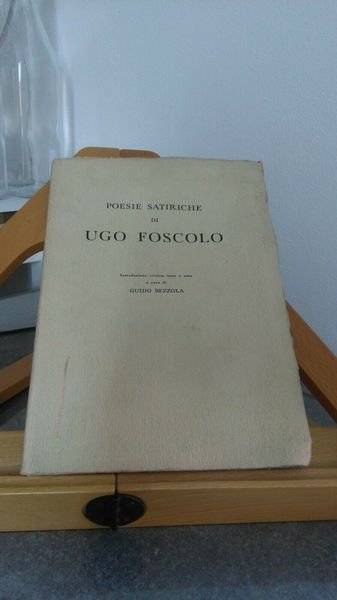 POESIE SATIRICHE
DI
UGO FOSCOLO
Introduzione critica, testo e note
a cura di
GUIDO BEZZOLA